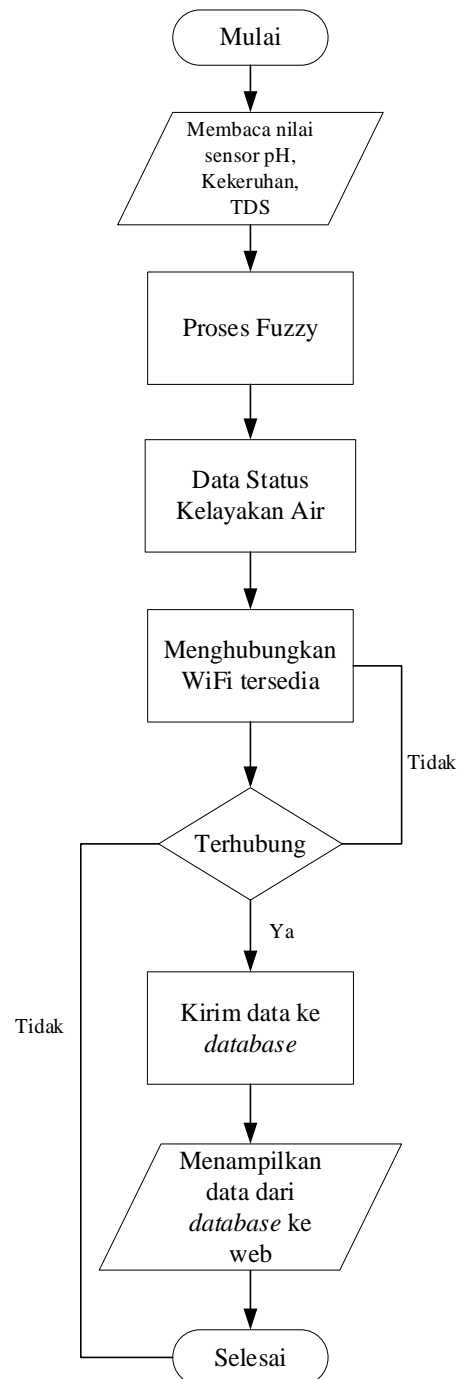 Mulai
Membaca nilai
sensor pH,
Kekeruhan,
TDS
Proses Fuzzy
Data Status
Kelayakan Air
Menghubungkan
WiFi tersedia
Tidak
Terhubung
Ya
Tidak
Kirim data ke
database
Menampilkan
data dari
database ke
web
Selesai